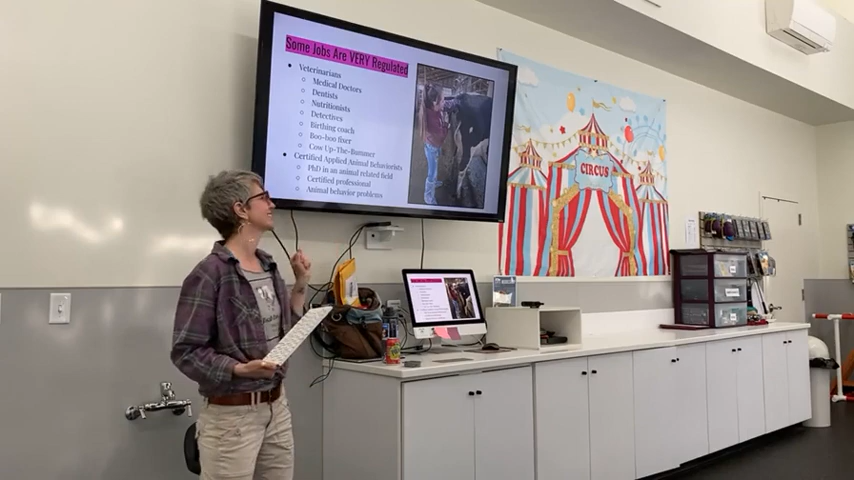 Some Jobs Are VERY Regulated
Veterinarians
Medical Doctors
Dentists
Nutritionists
Detectives
Birthing coach
Boo-boo fixer
Cow Up-The-Bummer
Certified Applied Animal Behaviorists
PhD in an animal related field
Certified professional
Animal behavior problems
CIRCUS